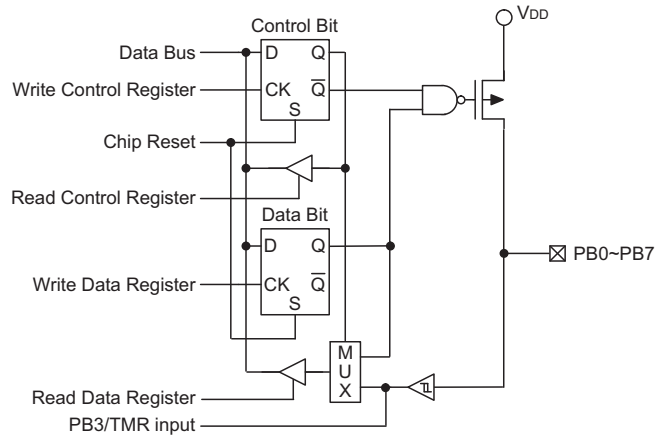 Control Bit
VDD
Data Bus
D
Q
Write Control Register
CK
Q
S
Chip Reset
Read Control Register
Data Bit
D
Q
PB0~PB7
Write Data Register
CK
Q
S
M
U
X
Read Data Register
PB3/TMR input